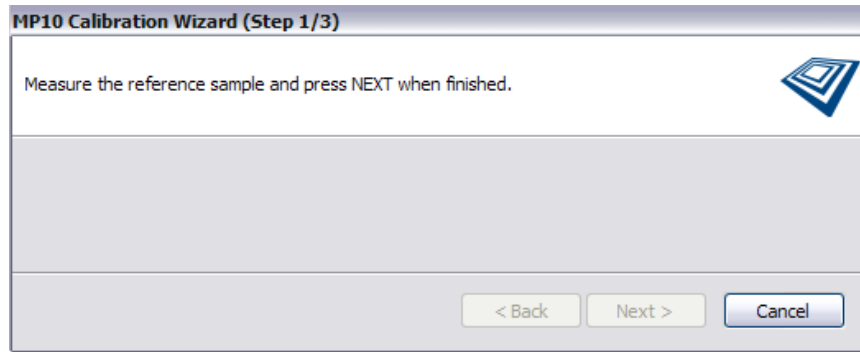 MP10 Calibration Wizard (Step 1/3)
Measure the reference sample and press NEXT when finished.
< Back Next > Cancel